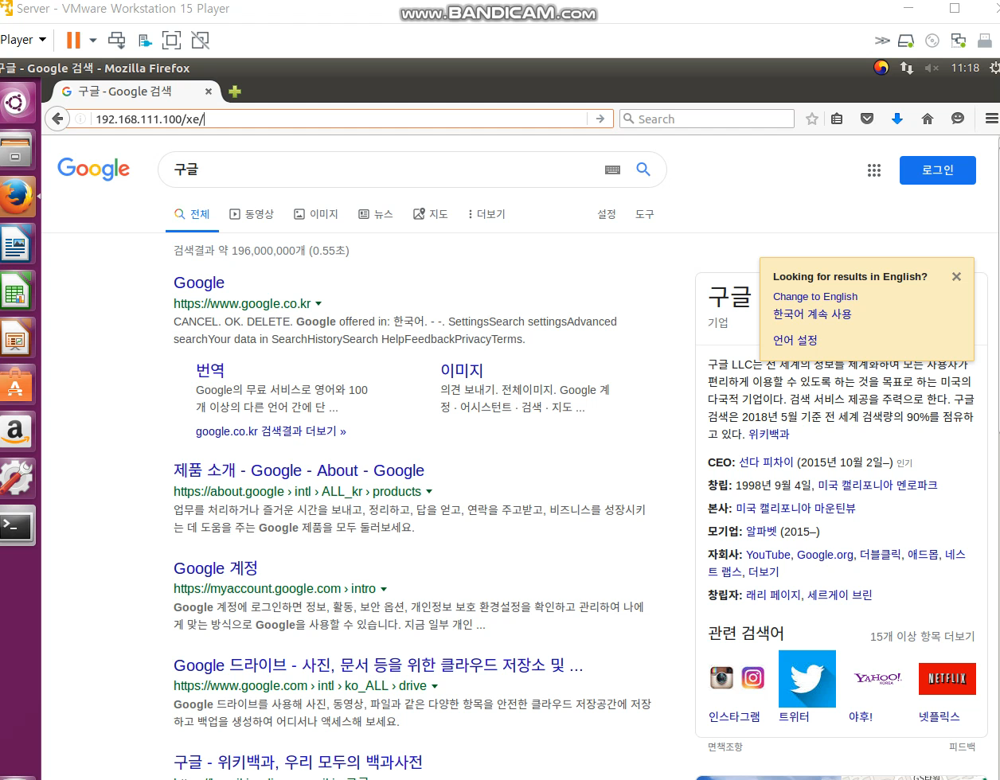 Server - VMware Workstation 15 Player
www.BANDICAM.com
Player
구글 - Google 검색 - Mozilla Firefox
11:18
구글 - Google 검색
192.168.111.100/xe/
Search
Google
구글
로그인
전체
동영상
이미지
뉴스
지도
더보기
설정
도구
검색결과 약 196,000,000개 (0.55초)
Google
https://www.google.co.kr
CANCEL. OK. DELETE. Google offered in: 한국어. - -. SettingsSearch settingsAdvanced
searchYour data in SearchHistorySearch HelpFeedbackPrivacyTerms.
번역
Google의 무료 서비스로 영어와 100
개 이상의 다른 언어 간에 단 ...
이미지
의견 보내기. 전체이미지. Google 계
정 · 어시스턴트 · 검색 · 지도 ...
google.co.kr 검색결과 더보기 »
제품 소개 - Google - About - Google
https://about.google › intl › ALL_kr › products
업무를 처리하거나 즐거운 시간을 보내고, 정리하고, 답을 얻고, 연락을 주고받고, 비즈니스를 성장시키
는 데 도움을 주는 Google 제품을 모두 둘러보세요.
Google 계정
https://myaccount.google.com › intro
Google 계정에 로그인하면 정보, 활동, 보안 옵션, 개인정보 보호 환경설정을 확인하고 관리하여 나에
게 맞는 방식으로 Google을 사용할 수 있습니다. 지금 일부 개인 ...
Google 드라이브 - 사진, 문서 등을 위한 클라우드 저장소 및 ...
https://www.google.com › intl › ko_ALL › drive
Google 드라이브를 사용해 사진, 동영상, 파일과 같은 다양한 항목을 안전한 클라우드 저장공간에 저장
하고 백업을 생성하여 어디서나 액세스해 보세요.
구글 - 위키백과, 우리 모두의 백과사전
Looking for results in English?
Change to English
한국어 계속 사용
언어 설정
구글
기업
구글 LLC는 전 세계의 정보를 체계화하여 모든 사용자가
편리하게 이용할 수 있도록 하는 것을 목표로 하는 미국의
다국적 기업이다. 검색 서비스 제공을 주력으로 한다. 구글
검색은 2018년 5월 기준 전 세계 검색량의 90%를 점유하
고 있다. 위키백과
CEO: 선다 피차이 (2015년 10월 2일–) 인기
창립: 1998년 9월 4일, 미국 캘리포니아 멘로파크
본사: 미국 캘리포니아 마운틴뷰
모기업: 알파벳 (2015–)
자회사: YouTube, Google.org, 더블클릭, 애드몹, 네스
트 랩스, 더보기
창립자: 래리 페이지, 세르게이 브린
관련 검색어
15개 이상 항목 더보기
YAHOO!
KOREA
NETFLIX
인스타그램
트위터
야후!
넷플릭스
면책조항
피드백